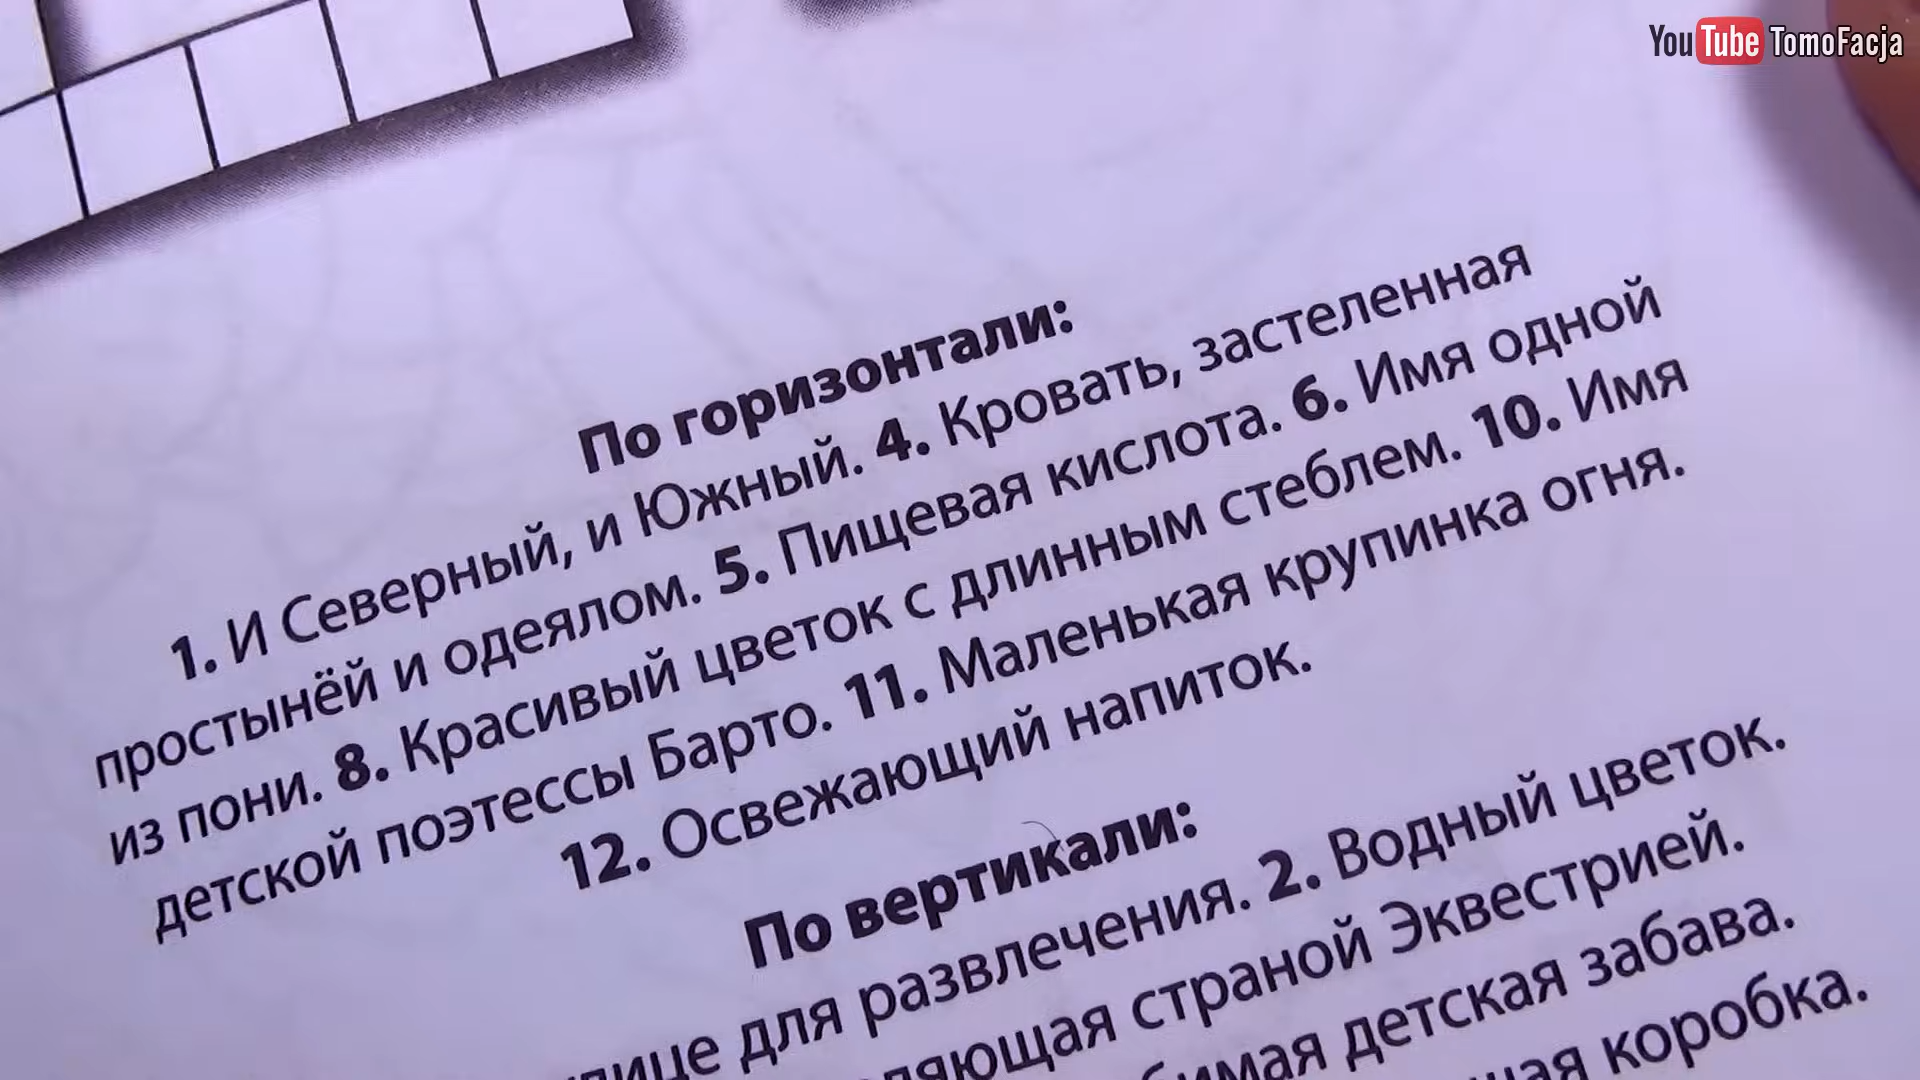 YouTube TomoFacja
По горизонтали:
1. И Северный, и Южный. 4. Кровать, застеленная
простынёй и одеялом. 5. Пищевая кислота. 6. Имя одной
из пони. 8. Красивый цветок с длинным стеблем. 10. Имя
детской поэтессы Барто. 11. Маленькая крупинка огня.
12. Освежающий напиток.
По вертикали:
для развлечения. 2. Водный цветок.
страной Эквестрией.
детская забава.
коробка.